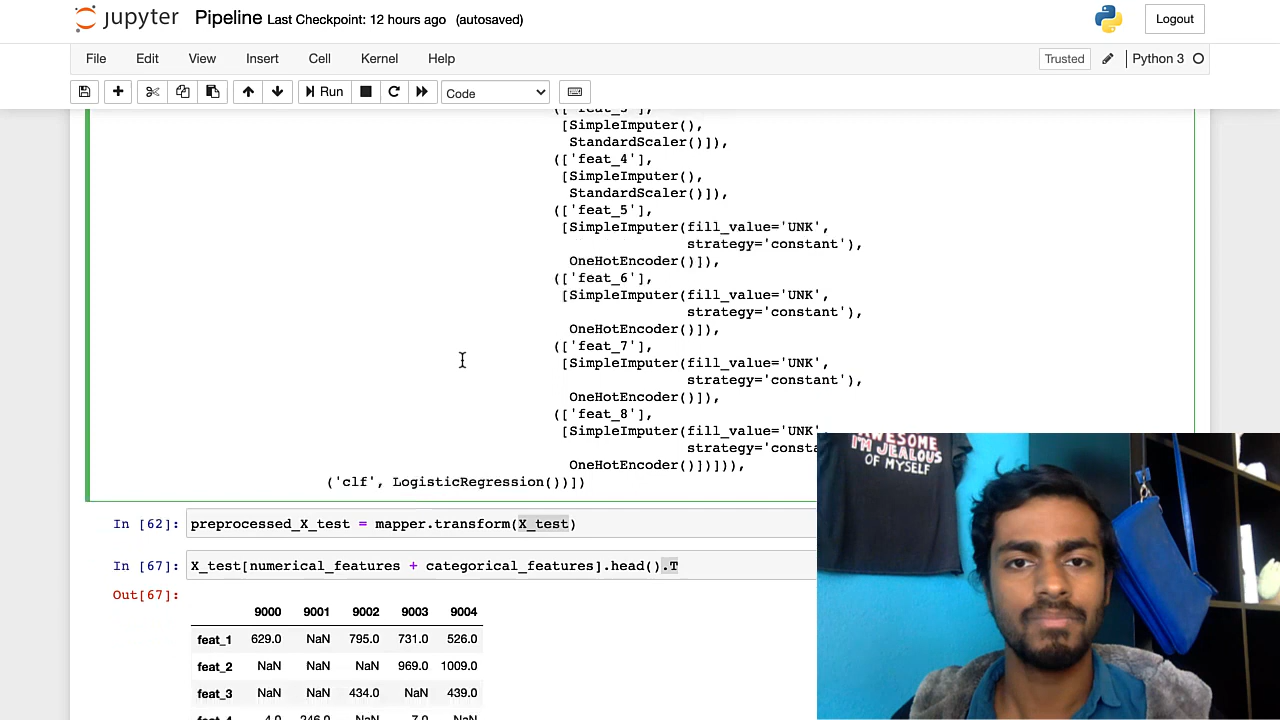 jupyter Pipeline Last Checkpoint: 12 hours ago (autosaved) Logout
File Edit View Insert Cell Kernel Help Trusted Python 3
Run Code
[SimpleImputer(),
StandardScaler()]),
(['feat_4'],
[SimpleImputer(),
StandardScaler()]),
(['feat_5'],
[SimpleImputer(fill_value='UNK',
strategy='constant'),
OneHotEncoder()]),
(['feat_6'],
[SimpleImputer(fill_value='UNK',
strategy='constant'),
OneHotEncoder()]),
(['feat_7'],
[SimpleImputer(fill_value='UNK',
strategy='constant'),
OneHotEncoder()]),
(['feat_8'],
[SimpleImputer(fill_value='UNK'
strategy='consta
OneHotEncoder()])])),
('clf', LogisticRegression())])
In [62]: preprocessed_X_test = mapper.transform(X_test)
In [67]: X_test[numerical_features + categorical_features].head().T
Out[67]:
9000 9001 9002 9003 9004
feat_1 629.0 NaN 795.0 731.0 526.0
feat_2 NaN NaN NaN 969.0 1009.0
feat_3 NaN NaN 434.0 NaN 439.0
AWESOME
I'M JEALOUS
OF MYSELF